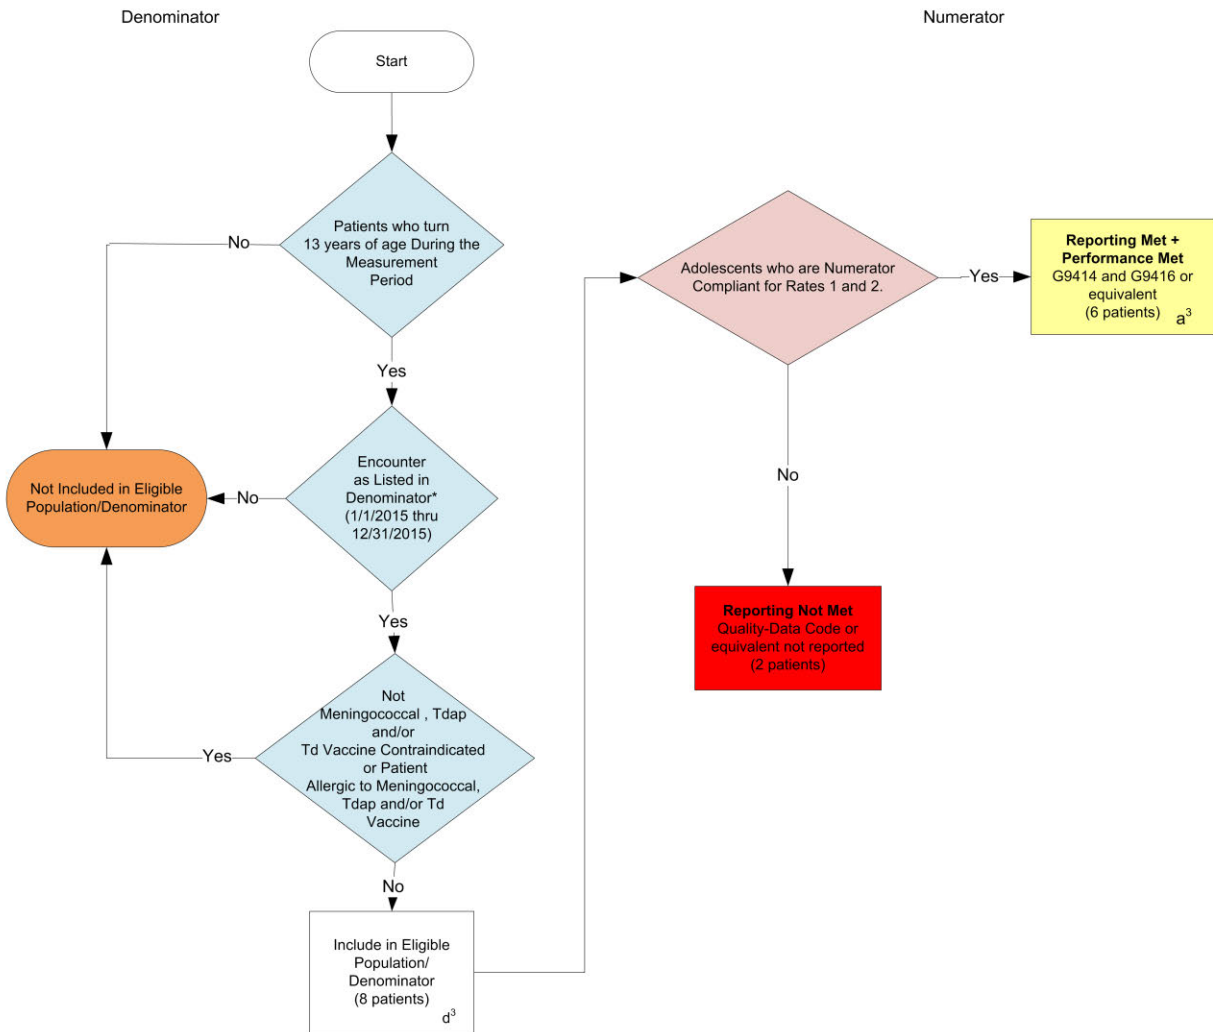 Denominator
Numerator
Start
Patients who turn
13 years of age During the
Measurement
Period
No
Yes
Encounter
as Listed in
Denominator*
(1/1/2015 thru
12/31/2015)
No
Not Included in Eligible
Population/Denominator
Yes
Not
Meningococcal , Tdap
and/or
Td Vaccine Contraindicated
or Patient
Allergic to Meningococcal,
Tdap and/or Td
Vaccine
Yes
No
Include in Eligible
Population/
Denominator
(8 patients)
d³
Adolescents who are Numerator
Compliant for Rates 1 and 2.
Yes
Reporting Met +
Performance Met
G9414 and G9416 or
equivalent
(6 patients)
a³
No
Reporting Not Met
Quality-Data Code or
equivalent not reported
(2 patients)